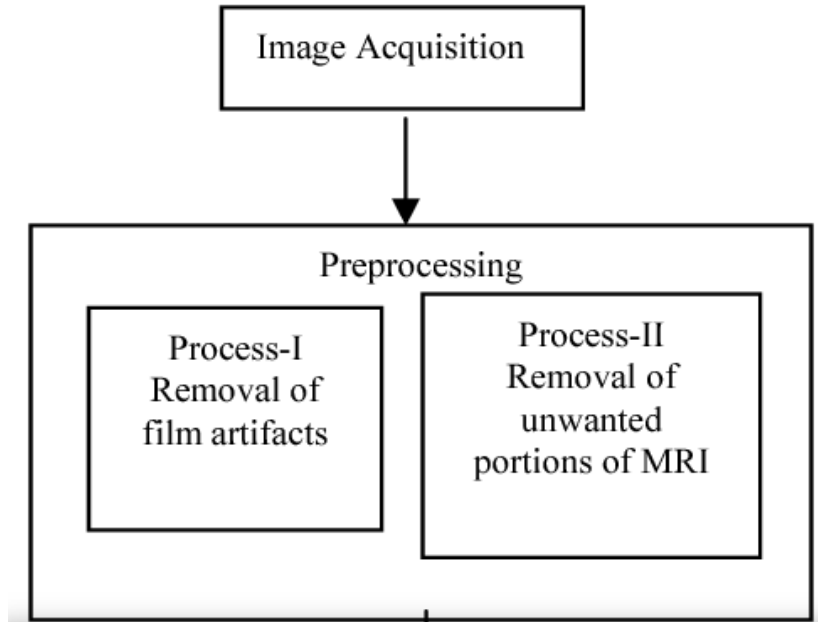 Image Acquisition
Preprocessing
Process-I
Removal of
film artifacts
Process-II
Removal of
unwanted
portions of MRI